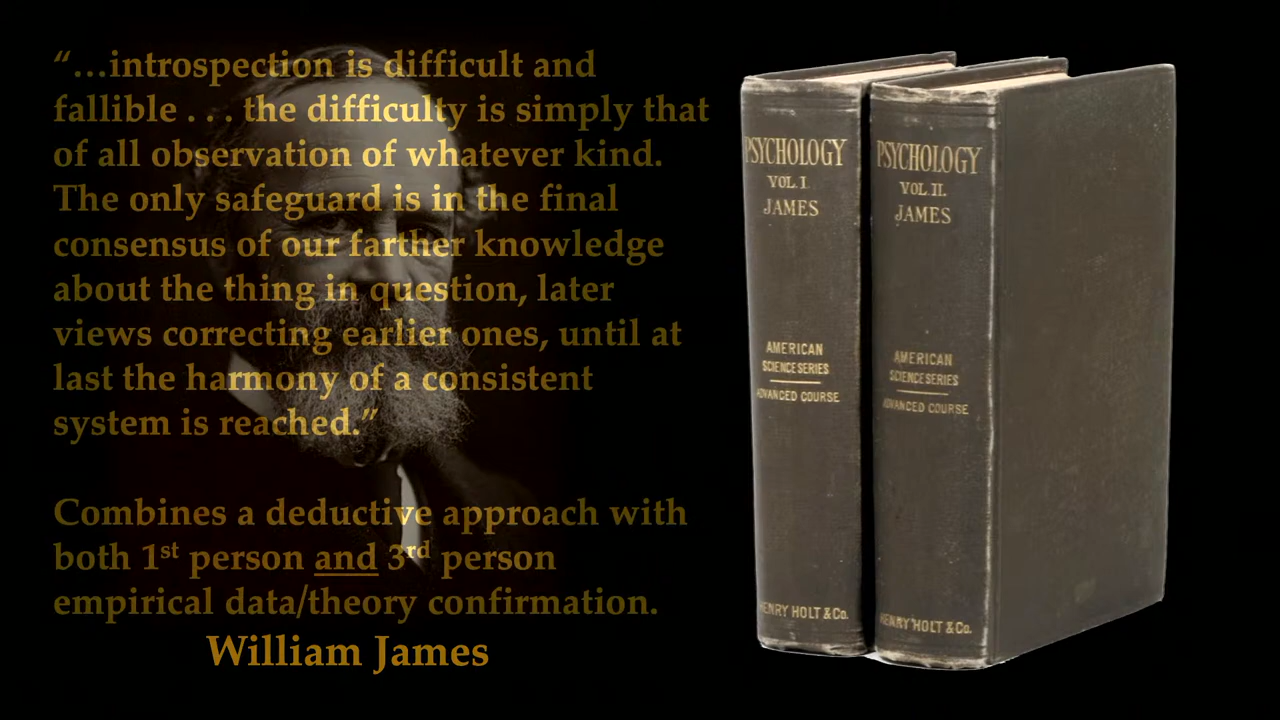 “…introspection is difficult and
fallible . . . the difficulty is simply that
of all observation of whatever kind.
The only safeguard is in the final
consensus of our farther knowledge
about the thing in question, later
views correcting earlier ones, until at
last the harmony of a consistent
system is reached.”
Combines a deductive approach with
both 1st person and 3rd person
empirical data/theory confirmation.
William James
PSYCHOLOGY
VOL. I.
JAMES
AMERICAN
SCIENCE SERIES
ADVANCED COURSE
HENRY HOLT & Co.
PSYCHOLOGY
VOL. II.
JAMES
AMERICAN
SCIENCE SERIES
ADVANCED COURSE
HENRY HOLT & Co.